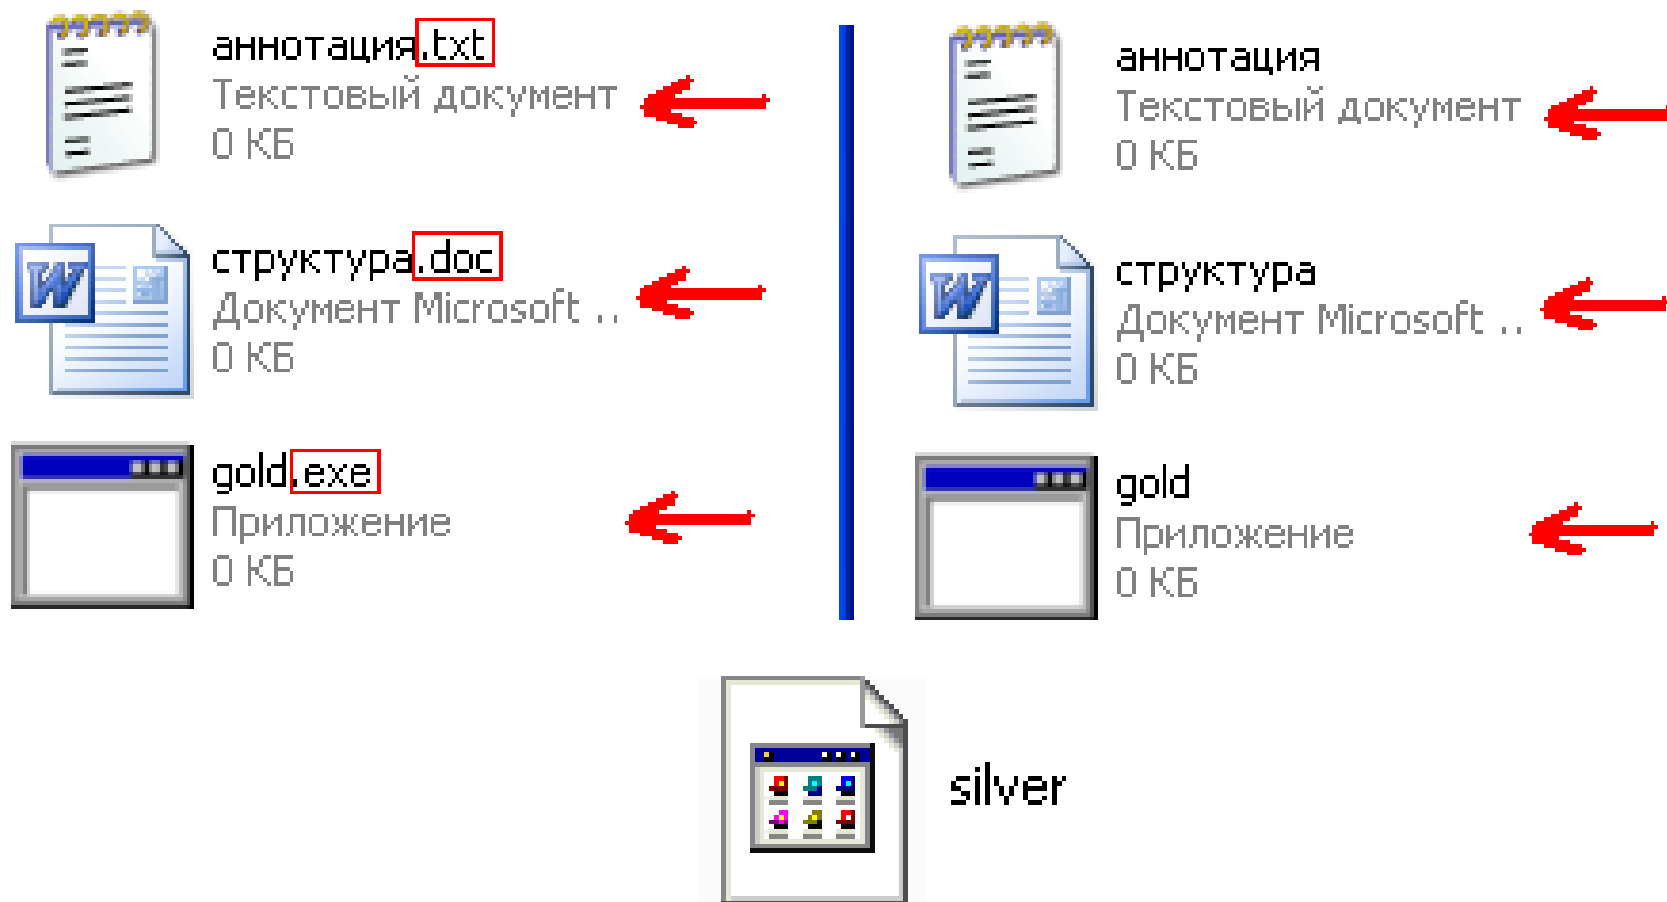 аннотация.txt
Текстовый документ
0 КБ
структура.doc
Документ Microsoft ...
0 КБ
gold.exe
Приложение
0 КБ
аннотация
Текстовый документ
0 КБ
структура
Документ Microsoft ...
0 КБ
gold
Приложение
0 КБ
silver